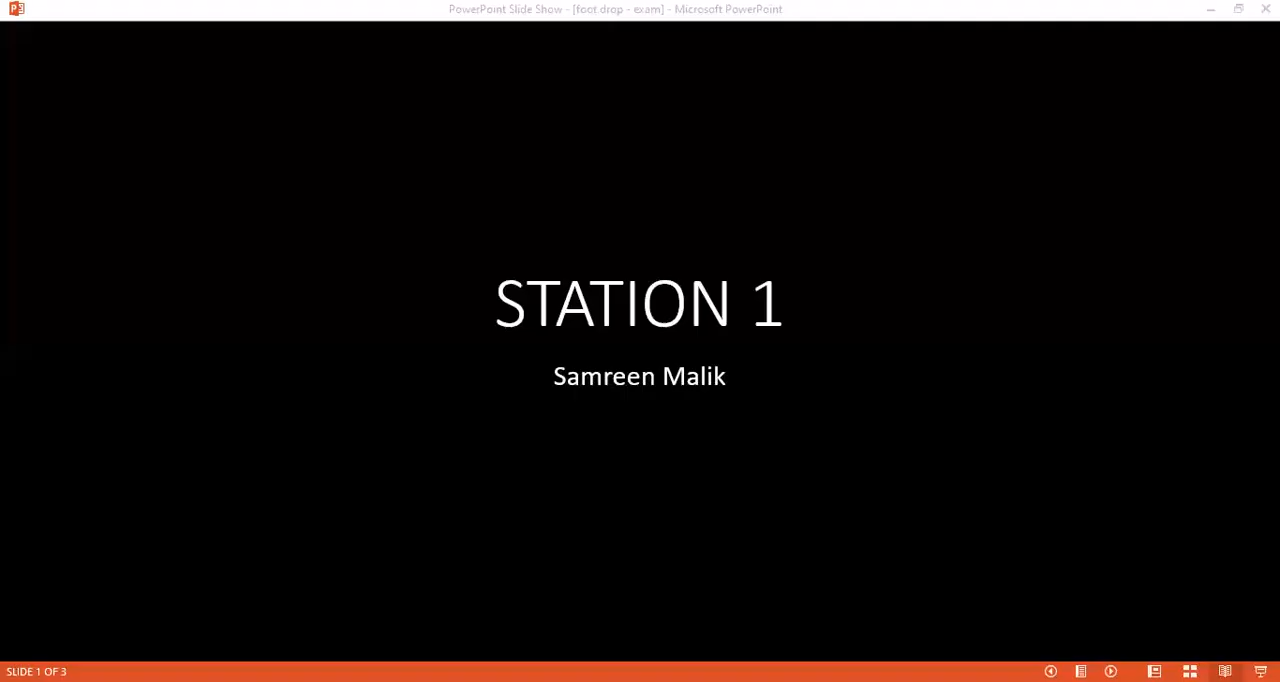 PowerPoint Slide Show - [foot.drop - exam] - Microsoft PowerPoint
STATION 1
Samreen Malik
SLIDE 1 OF 3